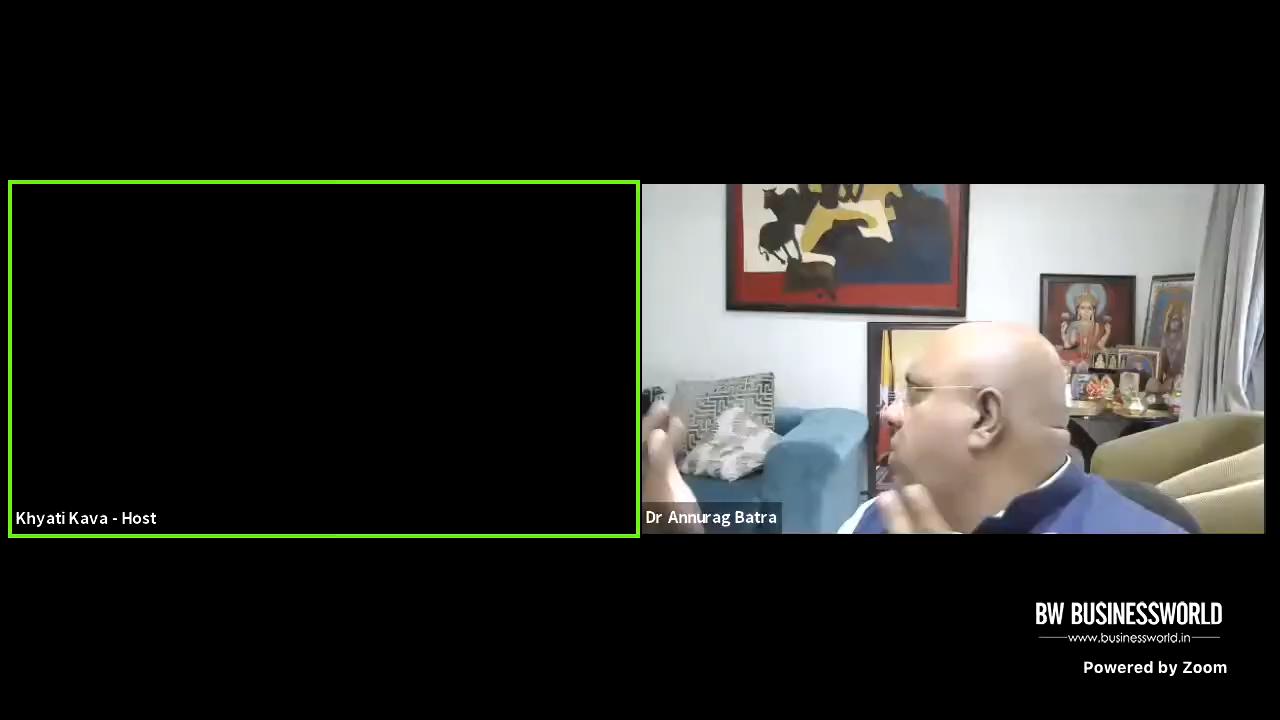 Khyati Kava - Host
Dr Annurag Batra
BW BUSINESSWORLD
www.businessworld.in
Powered by Zoom